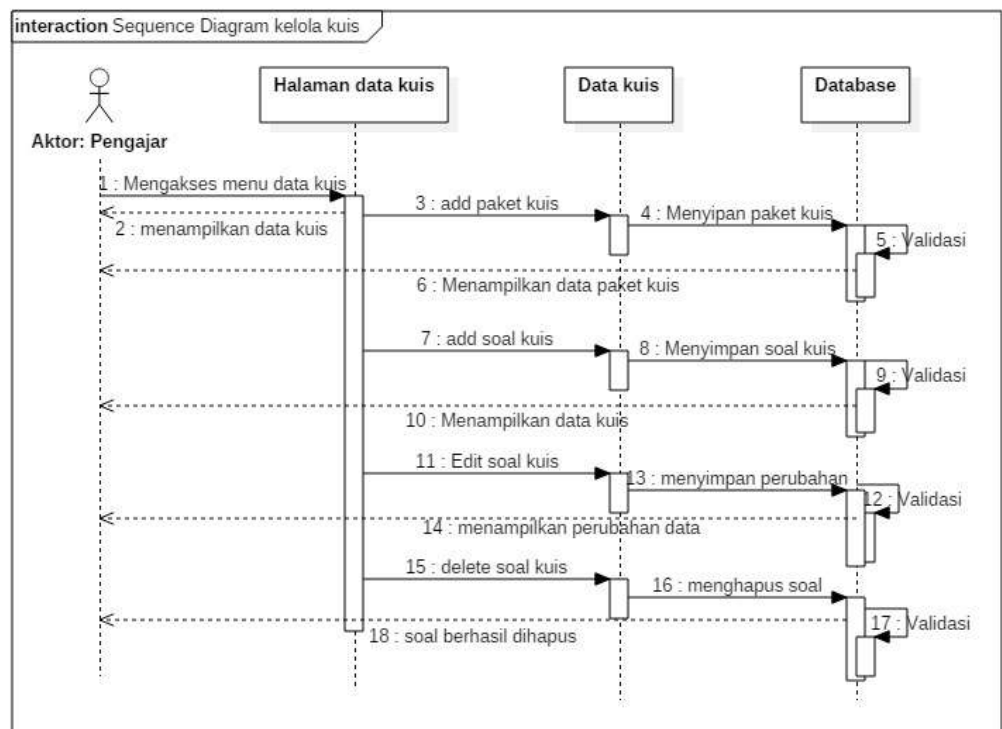 interaction Sequence Diagram kelola kuis
Halaman data kuis
Data kuis
Database
Aktor: Pengajar
1 : Mengakses menu data kuis
2 : menampilkan data kuis
3 : add paket kuis
4 : Menyipan paket kuis
5 : Validasi
6 : Menampilkan data paket kuis
7 : add soal kuis
8 : Menyimpan soal kuis
9 : Validasi
10 : Menampilkan data kuis
11 : Edit soal kuis
13 : menyimpan perubahan
12 : Validasi
14 : menampilkan perubahan data
15 : delete soal kuis
16 : menghapus soal
17 : Validasi
18 : soal berhasil dihapus